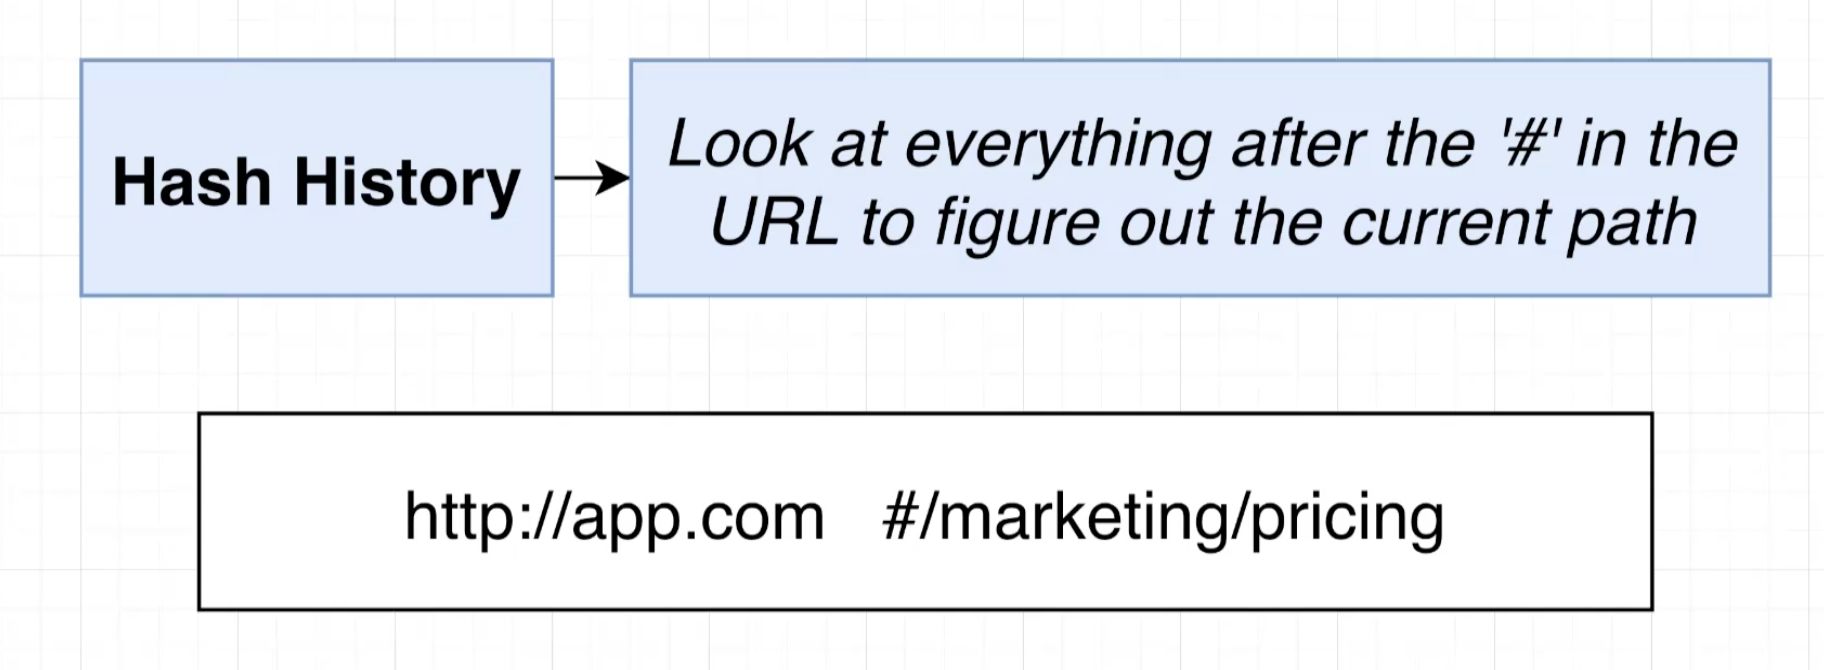 Hash History
Look at everything after the '#' in the
URL to figure out the current path
http://app.com #/marketing/pricing